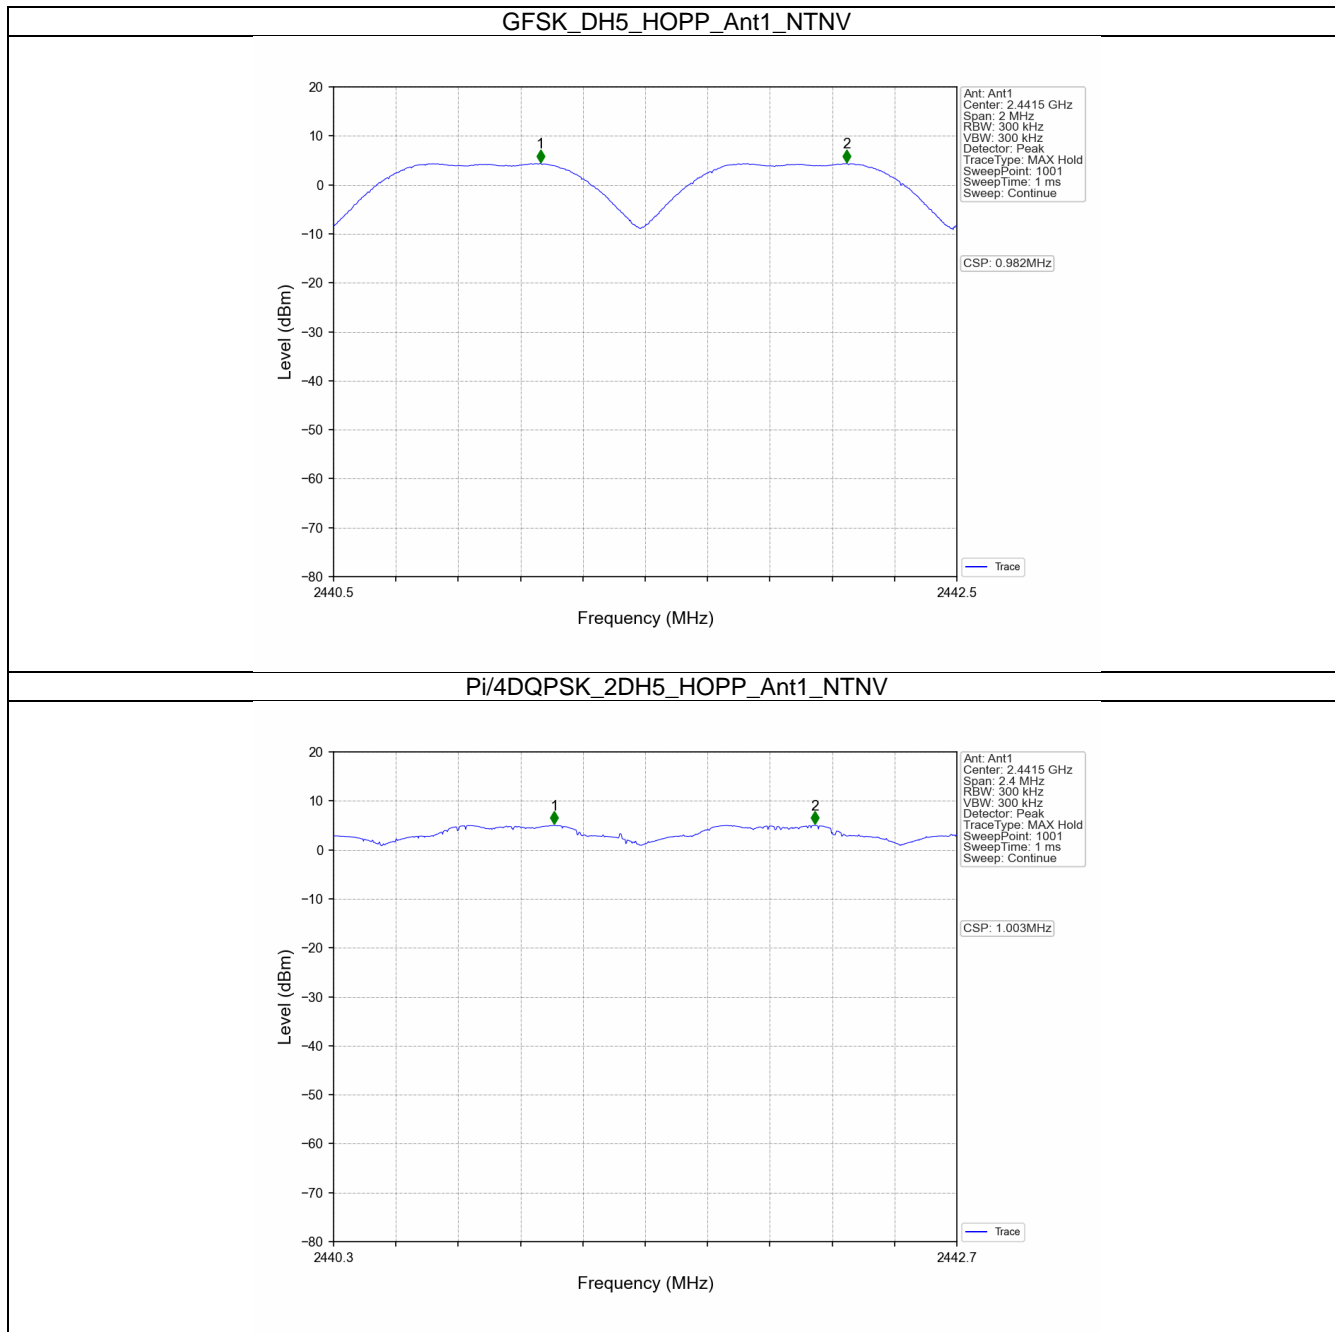 GFSK_DH5_HOPP_Ant1_NTNV
20
10
0
−10
−20
−30
−40
−50
−60
−70
−80
Level (dBm)
1
2
2440.5
2442.5
Frequency (MHz)
Ant: Ant1
Center: 2.4415 GHz
Span: 2 MHz
RBW: 300 kHz
VBW: 300 kHz
Detector: Peak
TraceType: MAX Hold
SweepPoint: 1001
SweepTime: 1 ms
Sweep: Continue
CSP: 0.982MHz
Trace
Pi/4DQPSK_2DH5_HOPP_Ant1_NTNV
20
10
0
−10
−20
−30
−40
−50
−60
−70
−80
Level (dBm)
1
2
2440.3
2442.7
Frequency (MHz)
Ant: Ant1
Center: 2.4415 GHz
Span: 2.4 MHz
RBW: 300 kHz
VBW: 300 kHz
Detector: Peak
TraceType: MAX Hold
SweepPoint: 1001
SweepTime: 1 ms
Sweep: Continue
CSP: 1.003MHz
Trace